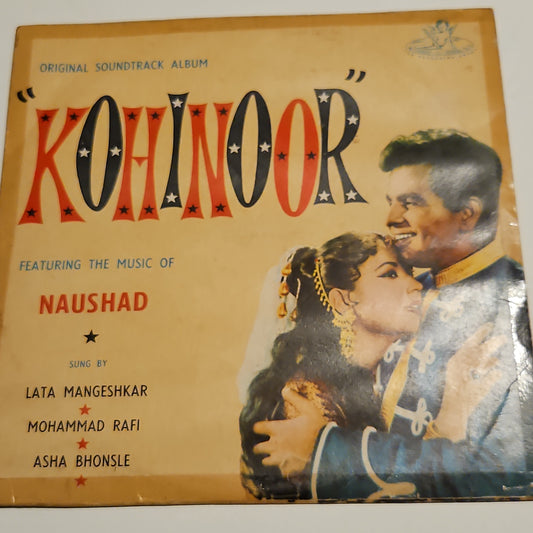 ORIGINAL SOUNDTRACK ALBUM
"KOHINOOR"
FEATURING THE MUSIC OF
NAUSHAD
SUNG BY
LATA MANGESHKAR
MOHAMMAD RAFI
ASHA BHONSLE